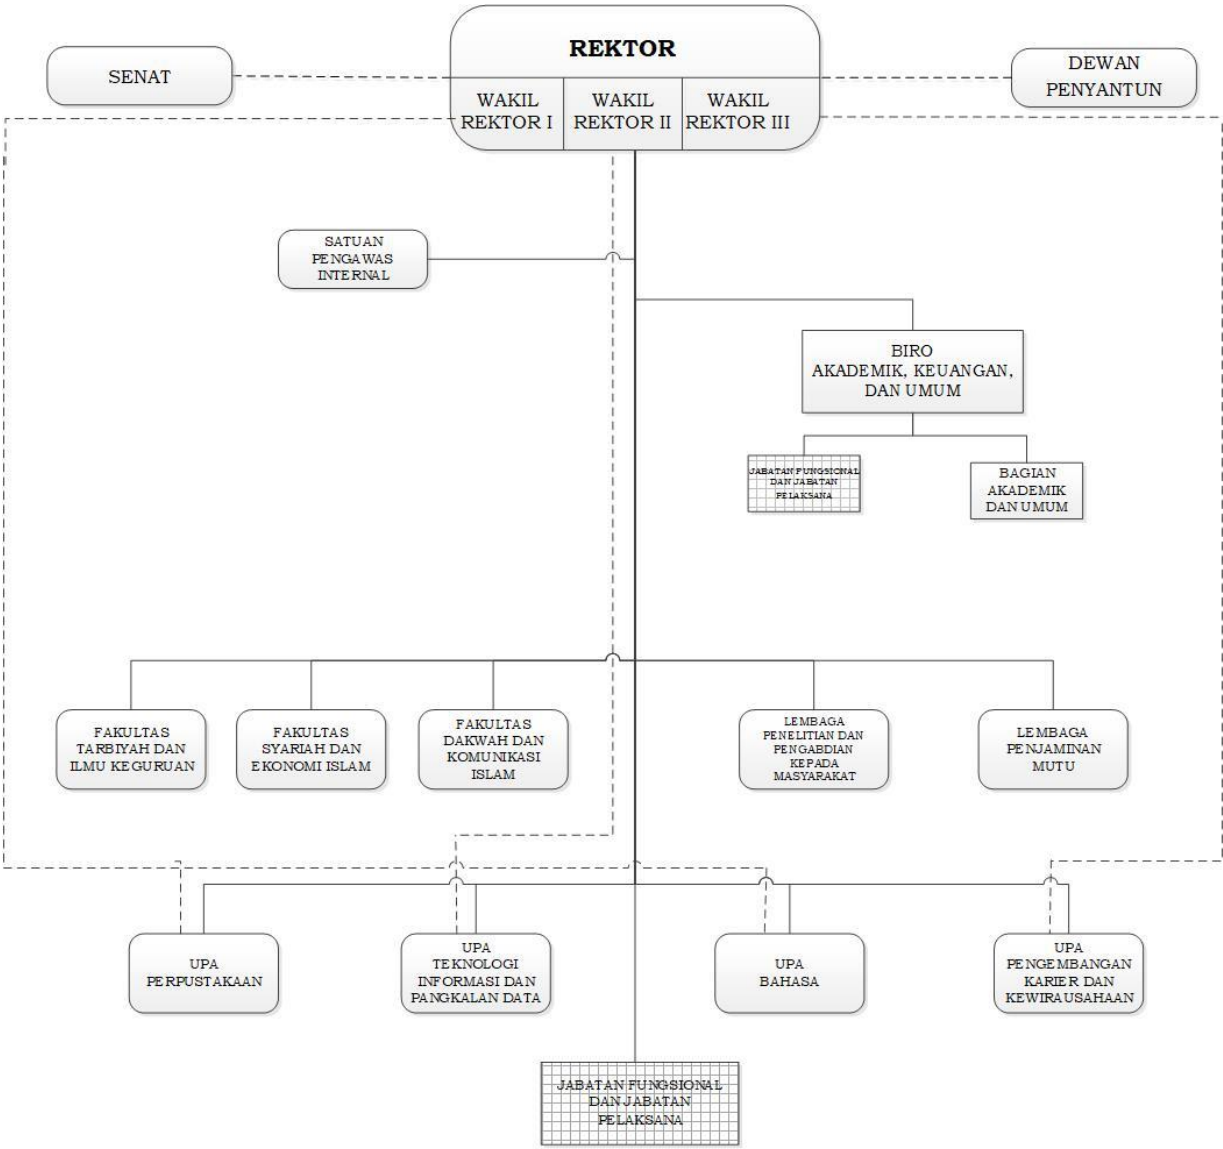 REKTOR
SENAT
DEWAN
PENYANTUN
WAKIL
REKTOR I
WAKIL
REKTOR II
WAKIL
REKTOR III
SATUAN
PENGAWAS
INTERNAL
BIRO
AKADEMIK, KEUANGAN,
DAN UMUM
JABATAN FUNGSIONAL
DAN JABATAN
PELAKSANA
BAGIAN
AKADEMIK
DAN UMUM
FAKULTAS
TARBIYAH DAN
ILMU KEGURUAN
FAKULTAS
SYARIAH DAN
EKONOMI ISLAM
FAKULTAS
DAKWAH DAN
KOMUNIKASI
ISLAM
LEMBAGA
PENELITIAN DAN
PENGABDIAN
KEPADA
MASYARAKAT
LEMBAGA
PENJAMINAN
MUTU
UPA
PERPUSTAKAAN
UPA
TEKNOLOGI
INFORMASI DAN
PANGKALAN DATA
UPA
BAHASA
UPA
PENGEMBANGAN
KARIER DAN
KEWIRAUSAHAAN
JABATAN FUNGSIONAL
DAN JABATAN
PELAKSANA